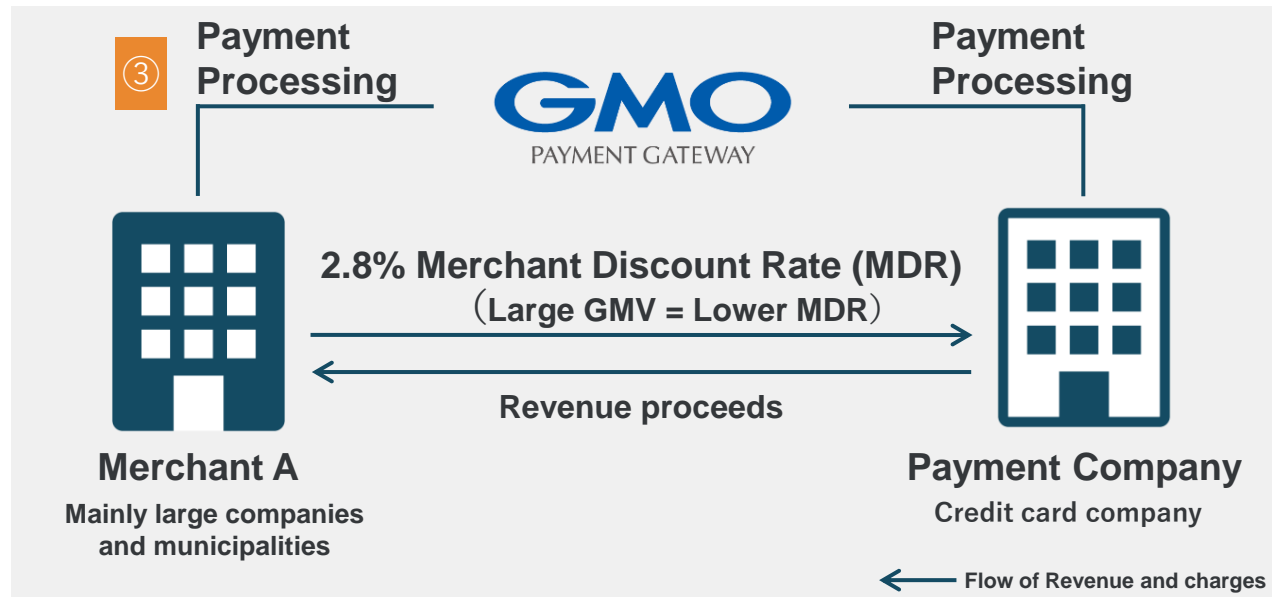 ③
Payment
Processing
GMO
PAYMENT GATEWAY
Payment
Processing
2.8% Merchant Discount Rate (MDR)
（Large GMV = Lower MDR）
Revenue proceeds
Merchant A
Mainly large companies
and municipalities
Payment Company
Credit card company
Flow of Revenue and charges